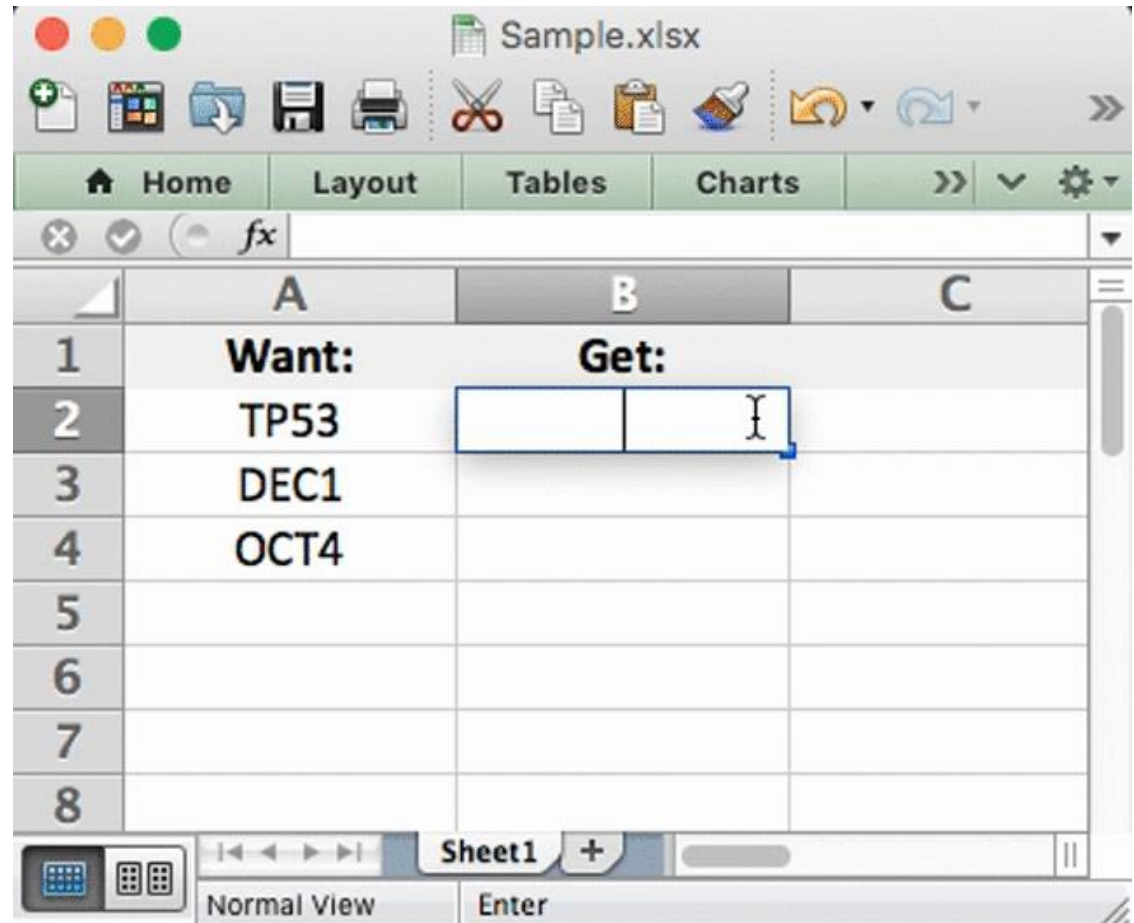 Sample.xlsx
Home Layout Tables Charts
fx
A B C
1 Want: Get:
2 TP53
3 DEC1
4 OCT4
5
6
7
8
Sheet1
Normal View Enter